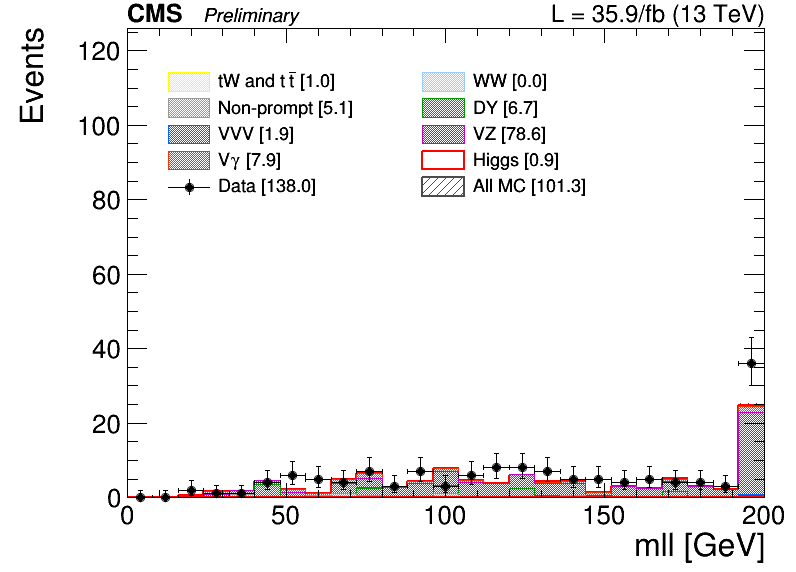 CMS Preliminary L = 35.9/fb (13 TeV)
Events
120
100
80
60
40
20
0
tW and t t̅ [1.0] WW [0.0]
Non-prompt [5.1] DY [6.7]
VVV [1.9] VZ [78.6]
Vγ [7.9] Higgs [0.9]
Data [138.0] All MC [101.3]
0 50 100 150 200
mll [GeV]